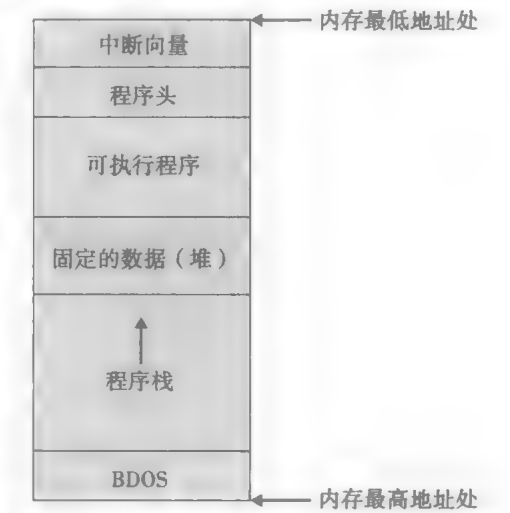 内存最低地址处
中断向量
程序头
可执行程序
固定的数据（堆）
程序栈
BDOS
内存最高地址处